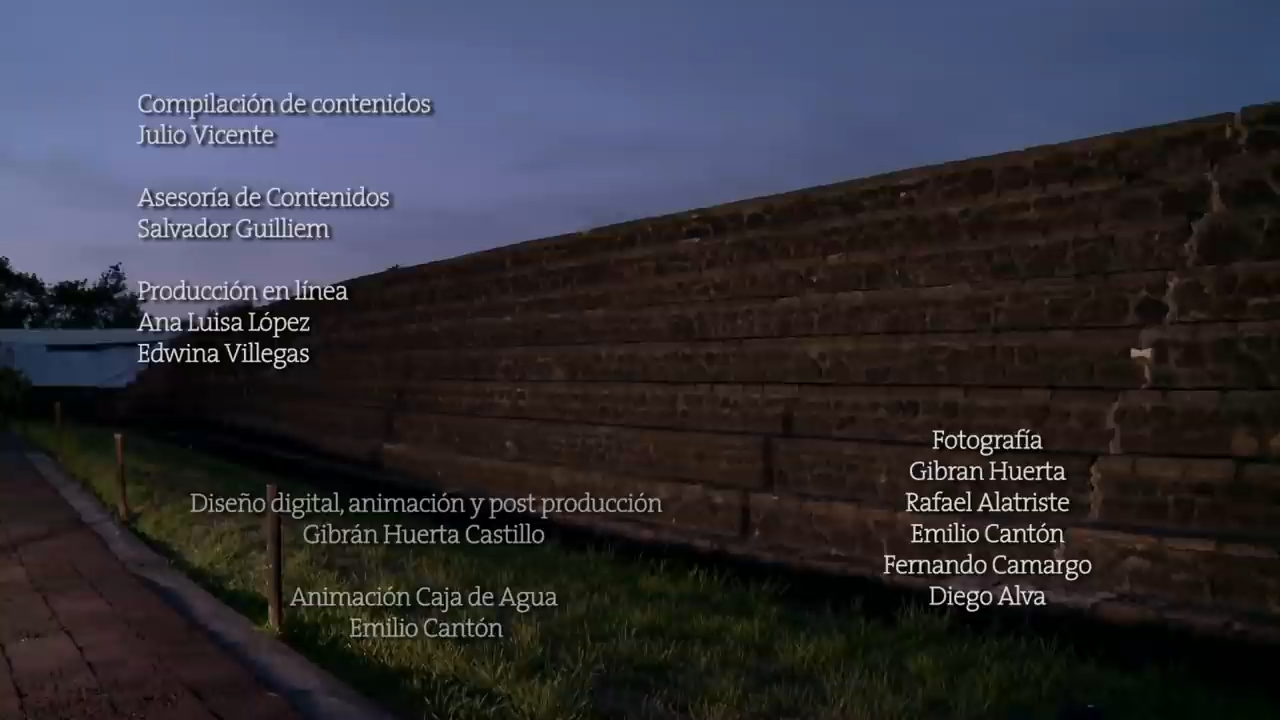 Compilación de contenidos
Julio Vicente
Asesoría de Contenidos
Salvador Guilliem
Producción en línea
Ana Luisa López
Edwina Villegas
Diseño digital, animación y post producción
Gibrán Huerta Castillo
Animación Caja de Agua
Emilio Cantón
Fotografía
Gibran Huerta
Rafael Alatriste
Emilio Cantón
Fernando Camargo
Diego Alva